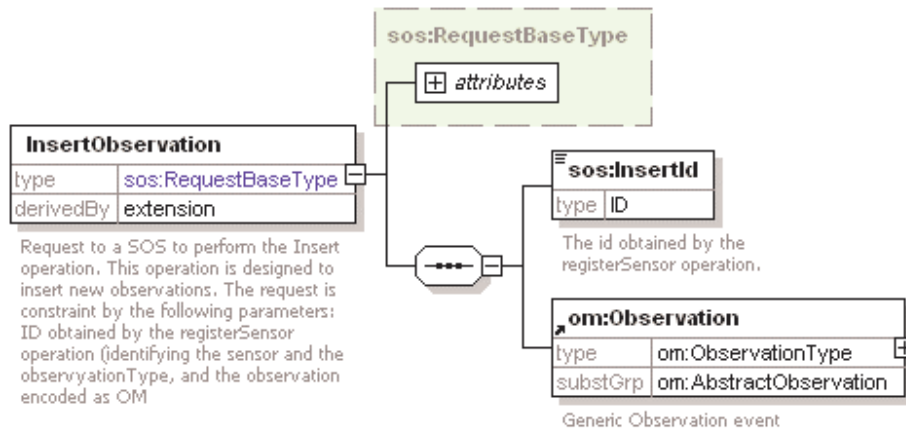 sos:RequestBaseType
attributes
InsertObservation
type sos:RequestBaseType
derivedBy extension
Request to a SOS to perform the Insert
operation. This operation is designed to
insert new observations. The request is
constraint by the following parameters:
ID obtained by the registerSensor
operation (identifying the sensor and the
observyationType, and the observation
encoded as OM
sos:InsertId
type ID
The id obtained by the
registerSensor operation.
om:Observation
type om:ObservationType
substGrp om:AbstractObservation
Generic Observation event